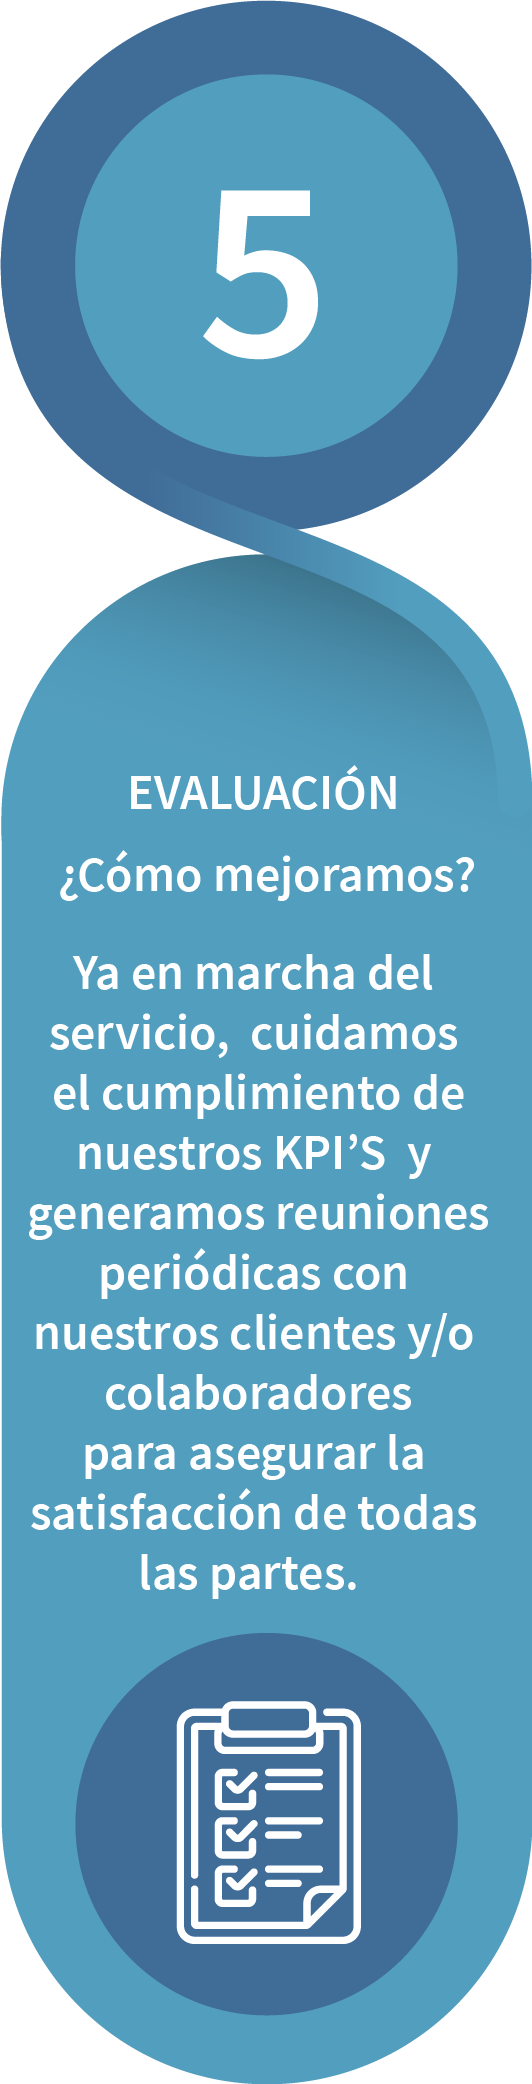 5
EVALUACIÓN
¿Cómo mejoramos?
Ya en marcha del
servicio,  cuidamos
el cumplimiento de
nuestros KPI’S  y
generamos reuniones
periódicas con
nuestros clientes y/o
colaboradores
para asegurar la
satisfacción de todas
las partes.